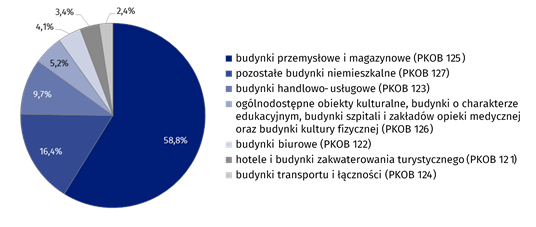 2,4%
3,4%
4,1%
5,2%
9,7%
16,4%
58,8%
budynki przemysłowe i magazynowe (PKOB 125)
pozostałe budynki niemieszkalne (PKOB 127)
budynki handlowo-usługowe (PKOB 123)
ogólnodostępne obiekty kulturalne, budynki o charakterze
edukacyjnym, budynki szpitali i zakładów opieki medycznej
oraz budynki kultury fizycznej (PKOB 126)
budynki biurowe (PKOB 122)
hotele i budynki zakwaterowania turystycznego (PKOB 121)
budynki transportu i łączności (PKOB 124)